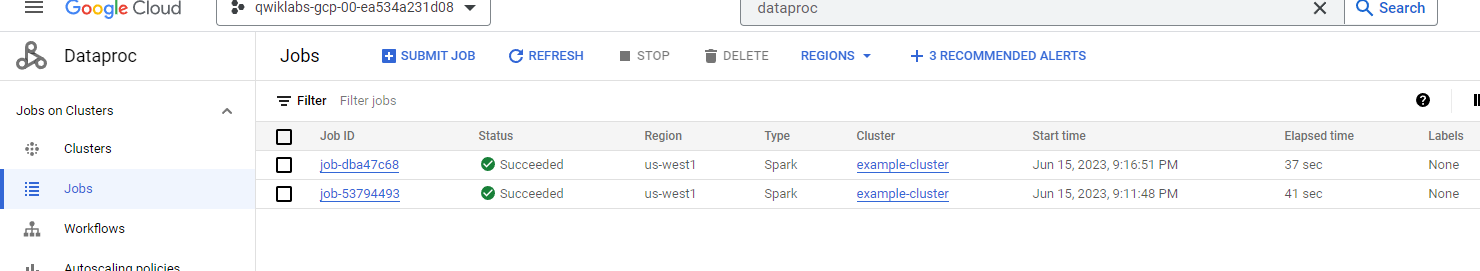 Google Cloud qwiklabs-gcp-00-ea534a231d08 dataproc Search
Dataproc Jobs SUBMIT JOB REFRESH STOP DELETE REGIONS 3 RECOMMENDED ALERTS
Jobs on Clusters
Clusters
Jobs
Workflows
Autoscaling policies
Filter Filter jobs
Job ID Status Region Type Cluster Start time Elapsed time Labels
job-dba47c68 Succeeded us-west1 Spark example-cluster Jun 15, 2023, 9:16:51 PM 37 sec None
job-53794493 Succeeded us-west1 Spark example-cluster Jun 15, 2023, 9:11:48 PM 41 sec None